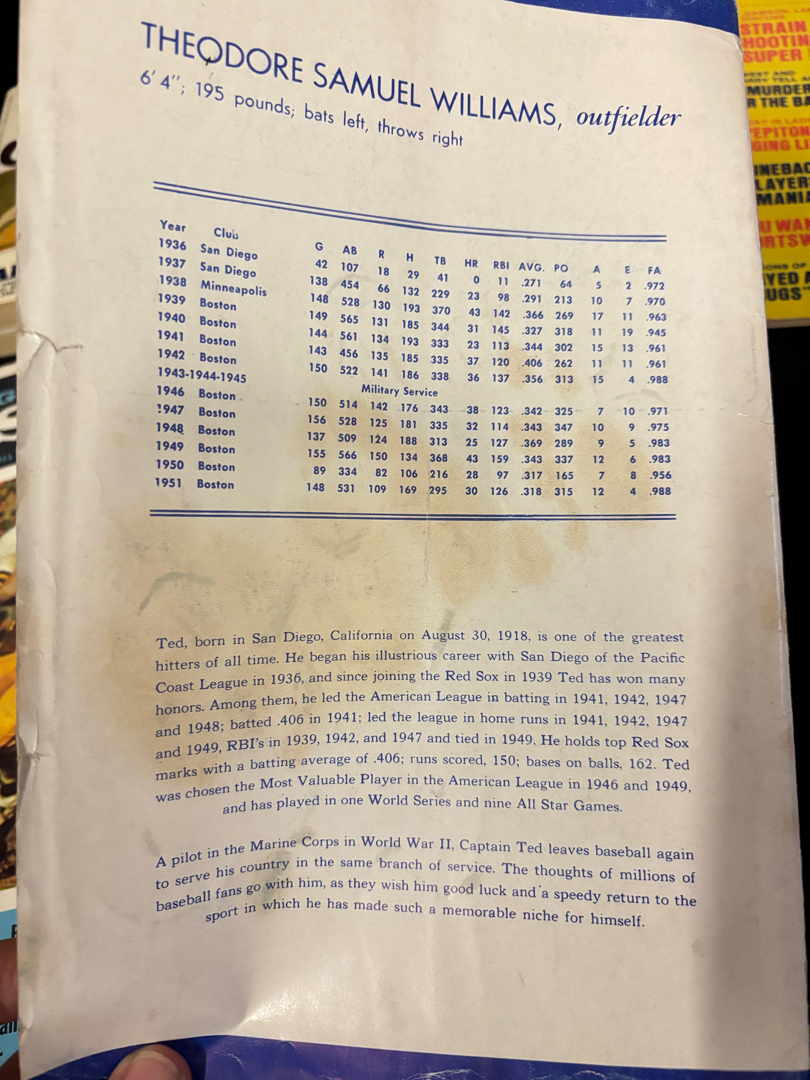 THEODORE SAMUEL WILLIAMS, outfielder
6' 4"; 195 pounds; bats left, throws right
Year Club G AB R H TB HR RBI AVG. PO A E FA
1936 San Diego 42 107 18 29 41 0 11 .271 64 5 2 .972
1937 San Diego 138 454 66 132 229 23 98 .291 213 10 7 .970
1938 Minneapolis 148 528 130 193 370 43 142 .366 269 17 11 .963
1939 Boston 149 565 131 185 344 31 145 .327 318 11 19 .945
1940 Boston 144 561 134 193 333 23 113 .344 302 15 13 .961
1941 Boston 143 456 135 185 335 37 120 .406 262 11 11 .961
1942 Boston 150 522 141 186 338 36 137 .356 313 15 4 .988
1943-1944-1945 Military Service
1946 Boston 150 514 142 176 343 38 123 .342 325 7 10 .971
1947 Boston 156 528 125 181 335 32 114 .343 347 10 9 .975
1948 Boston 137 509 124 188 313 25 127 .369 289 9 5 .983
1949 Boston 155 566 150 134 368 43 159 .343 337 12 6 .983
1950 Boston 89 334 82 106 216 28 97 .317 165 7 8 .956
1951 Boston 148 531 109 169 295 30 126 .318 315 12 4 .988
Ted, born in San Diego, California on August 30, 1918, is one of the greatest
hitters of all time. He began his illustrious career with San Diego of the Pacific
Coast League in 1936, and since joining the Red Sox in 1939 Ted has won many
honors. Among them, he led the American League in batting in 1941, 1942, 1947
and 1948; batted .406 in 1941; led the league in home runs in 1941, 1942, 1947
and 1949, RBI's in 1939, 1942, and 1947 and tied in 1949. He holds top Red Sox
marks with a batting average of .406; runs scored, 150; bases on balls, 162. Ted
was chosen the Most Valuable Player in the American League in 1946 and 1949,
and has played in one World Series and nine All Star Games.
A pilot in the Marine Corps in World War II, Captain Ted leaves baseball again
to serve his country in the same branch of service. The thoughts of millions of
baseball fans go with him, as they wish him good luck and a speedy return to the
sport in which he has made such a memorable niche for himself.
STRAIN
SUPER
MURDER
R THE BA